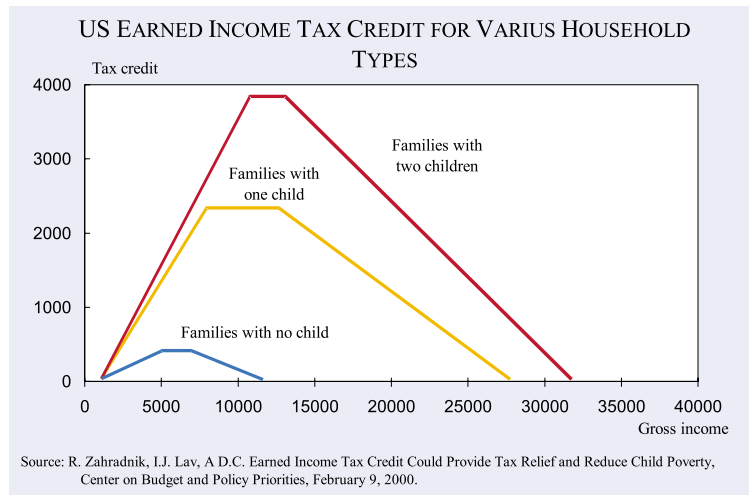 US EARNED INCOME TAX CREDIT FOR VARIUS HOUSEHOLD
TYPES
Tax credit
4000
3000
2000
1000
0
Families with
two children
Families with
one child
Families with no child
0 5000 10000 15000 20000 25000 30000 35000 40000
Gross income
Source: R. Zahradnik, I.J. Lav, A D.C. Earned Income Tax Credit Could Provide Tax Relief and Reduce Child Poverty,
Center on Budget and Policy Priorities, February 9, 2000.